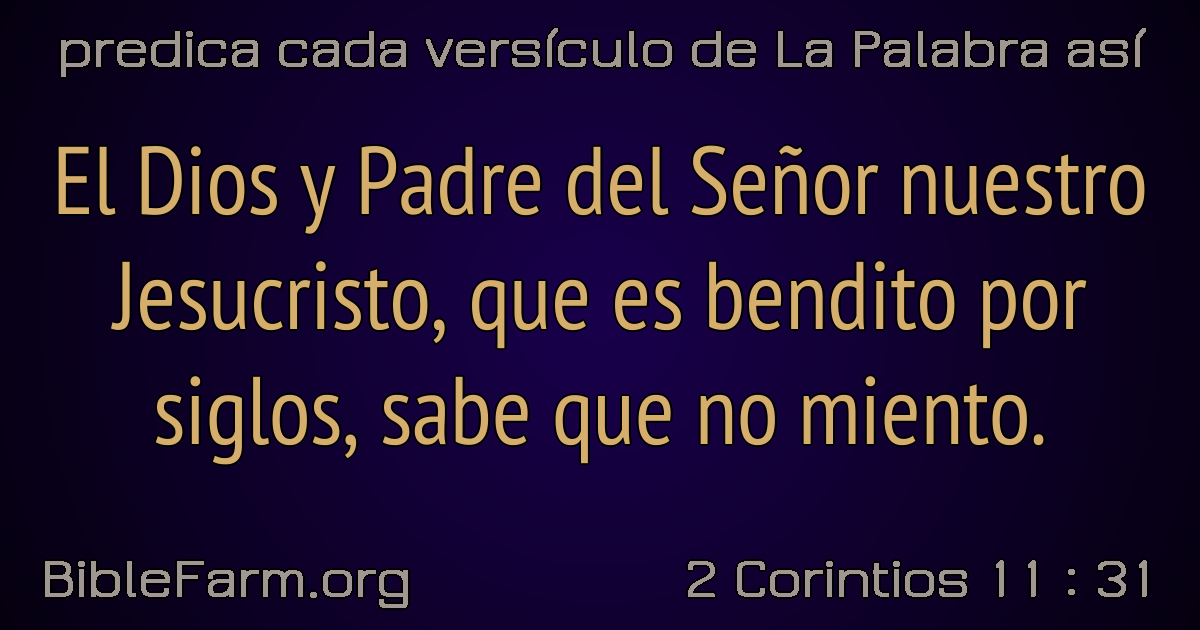 predica cada versículo de La Palabra así
El Dios y Padre del Señor nuestro
Jesucristo, que es bendito por
siglos, sabe que no miento.
BibleFarm.org
2 Corintios 11 : 31